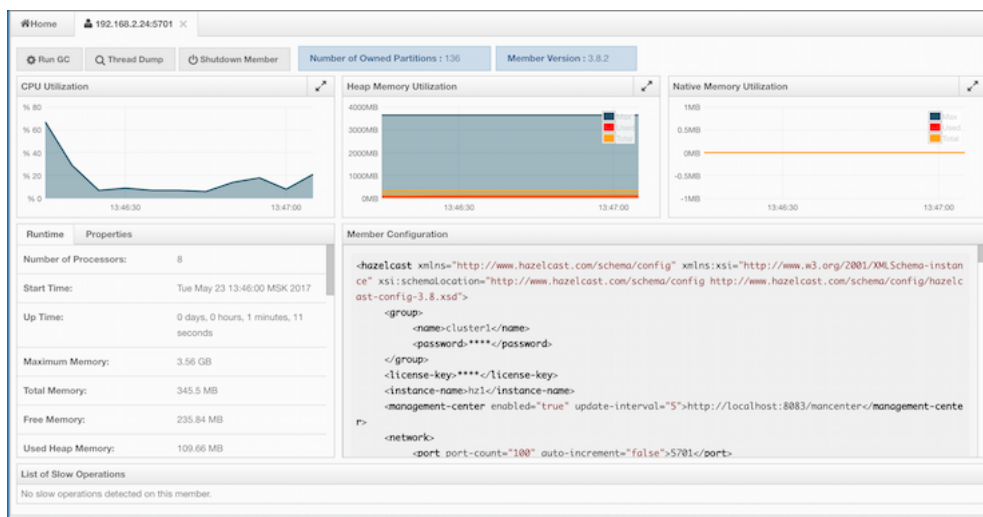 Home 192.168.2.24:5701
Run GC Thread Dump Shutdown Member Number of Owned Partitions : 136 Member Version : 3.8.2
CPU Utilization
% 80
% 60
% 40
% 20
% 0
13:46:30 13:47:00
Heap Memory Utilization
4000MB
3000MB
2000MB
1000MB
0MB
Max
Used
Total
13:46:30 13:47:00
Native Memory Utilization
1MB
0.5MB
0MB
-0.5MB
-1MB
Max
Used
Total
13:46:30 13:47:00
Runtime Properties
Number of Processors: 8
Start Time: Tue May 23 13:46:00 MSK 2017
Up Time: 0 days, 0 hours, 1 minutes, 11
seconds
Maximum Memory: 3.56 GB
Total Memory: 345.5 MB
Free Memory: 235.84 MB
Used Heap Memory: 109.66 MB
Member Configuration
<hazelcast xmlns="http://www.hazelcast.com/schema/config" xmlns:xsi="http://www.w3.org/2001/XMLSchema-instan
ce" xsi:schemaLocation="http://www.hazelcast.com/schema/config http://www.hazelcast.com/schema/config/hazelc
ast-config-3.8.xsd">
<group>
<name>cluster1</name>
<password>****</password>
</group>
<license-key>****</license-key>
<instance-name>hz1</instance-name>
<management-center enabled="true" update-interval="5">http://localhost:8083/mancenter</management-cente
r>
<network>
<port port-count="100" auto-increment="false">5701</port>
List of Slow Operations
No slow operations detected on this member.